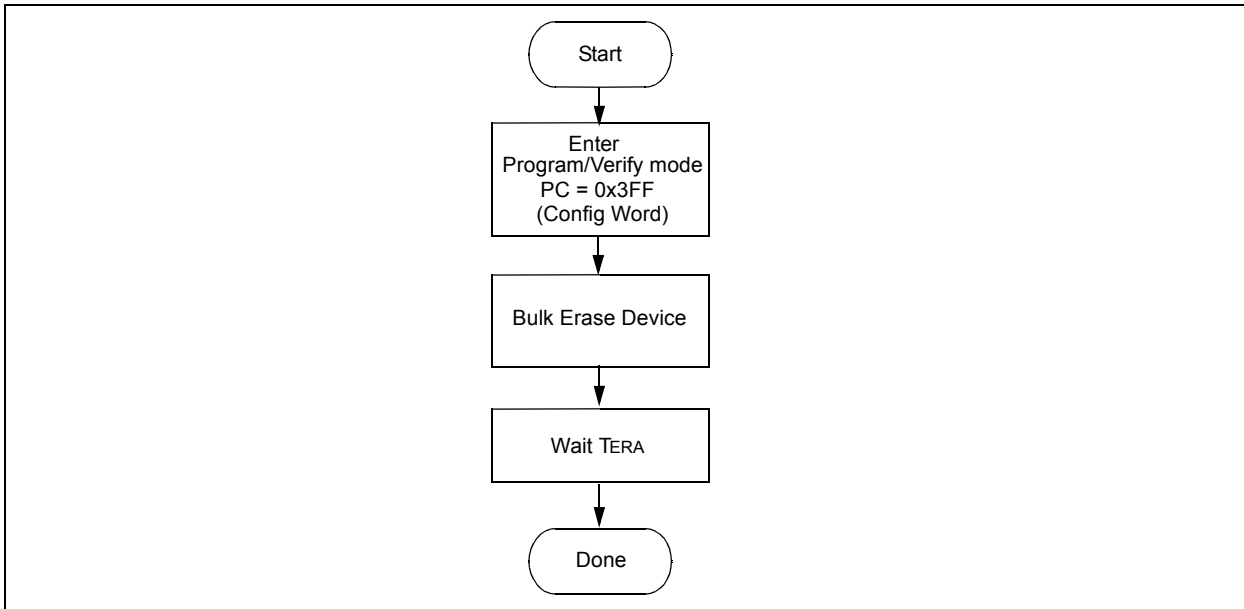 Start
Enter
Program/Verify mode
PC = 0x3FF
(Config Word)
Bulk Erase Device
Wait TERA
Done